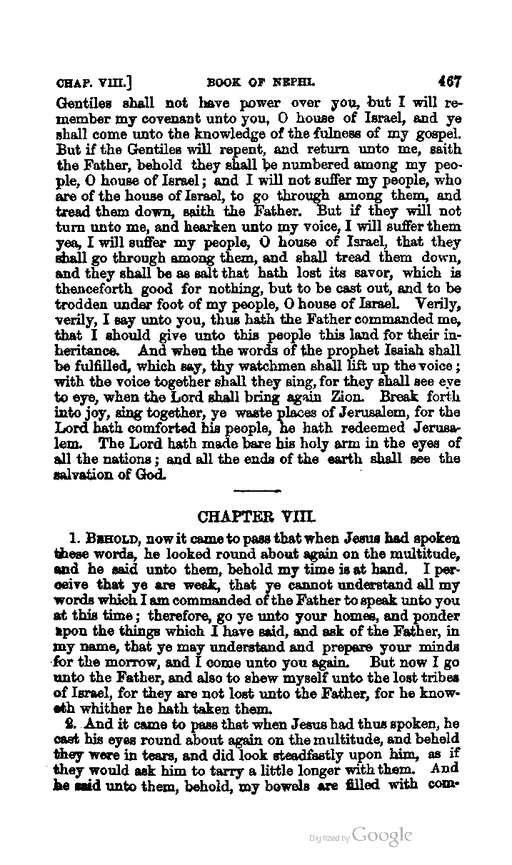 CHAP. VIII.] BOOK OF NEPHI. 467
Gentiles shall not have power over you, but I will re-
member my covenant unto you, O house of Israel, and ye
shall come unto the knowledge of the fulness of my gospel.
But if the Gentiles will repent, and return unto me, saith
the Father, behold they shall be numbered among my peo-
ple, O house of Israel; and I will not suffer my people, who
are of the house of Israel, to go through among them, and
tread them down, saith the Father. But if they will not
turn unto me, and hearken unto my voice, I will suffer them
yea, I will suffer my people, O house of Israel, that they
shall go through among them, and shall tread them down,
and they shall be as salt that hath lost its savor, which is
thenceforth good for nothing, but to be cast out, and to be
trodden under foot of my people, O house of Israel. Verily,
verily, I say unto you, thus hath the Father commanded me,
that I should give unto this people this land for their in-
heritance. And when the words of the prophet Isaiah shall
be fulfilled, which say, thy watchmen shall lift up the voice;
with the voice together shall they sing, for they shall see eye
to eye, when the Lord shall bring again Zion. Break forth
into joy, sing together, ye waste places of Jerusalem, for the
Lord hath comforted his people, he hath redeemed Jerusa-
lem. The Lord hath made bare his holy arm in the eyes of
all the nations; and all the ends of the earth shall see the
salvation of God.
CHAPTER VIII.
1. BEHOLD, now it came to pass that when Jesus had spoken
these words, he looked round about again on the multitude,
and he said unto them, behold my time is at hand. I per-
ceive that ye are weak, that ye cannot understand all my
words which I am commanded of the Father to speak unto you
at this time; therefore, go ye unto your homes, and ponder
upon the things which I have said, and ask of the Father, in
my name, that ye may understand and prepare your minds
for the morrow, and I come unto you again. But now I go
unto the Father, and also to shew myself unto the lost tribes
of Israel, for they are not lost unto the Father, for he know-
eth whither he hath taken them.
2. And it came to pass that when Jesus had thus spoken, he
cast his eyes round about again on the multitude, and beheld
they were in tears, and did look steadfastly upon him, as if
they would ask him to tarry a little longer with them. And
he said unto them, behold, my bowels are filled with com-
Digitized by Google